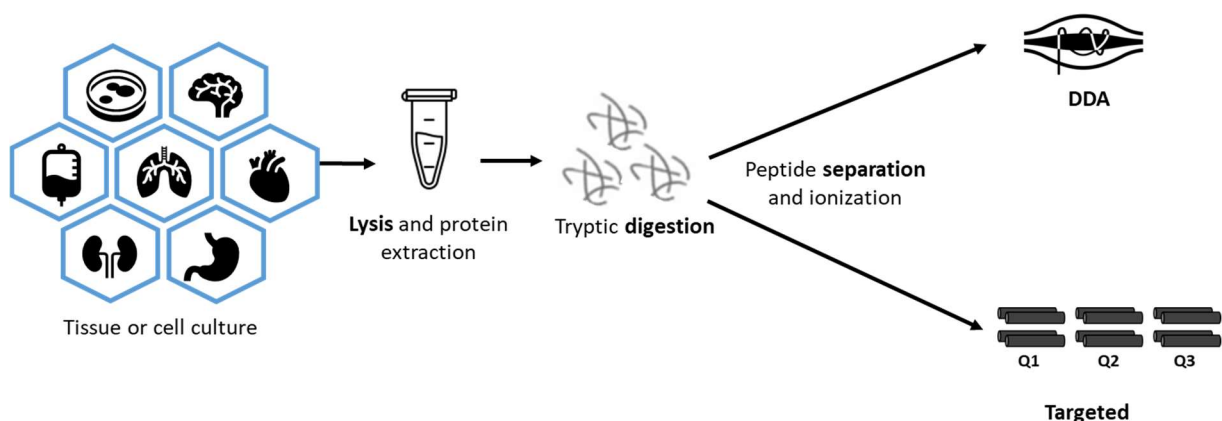 Tissue or cell culture
Lysis and protein
extraction
Tryptic digestion
Peptide separation
and ionization
DDA
Q1 Q2 Q3
Targeted